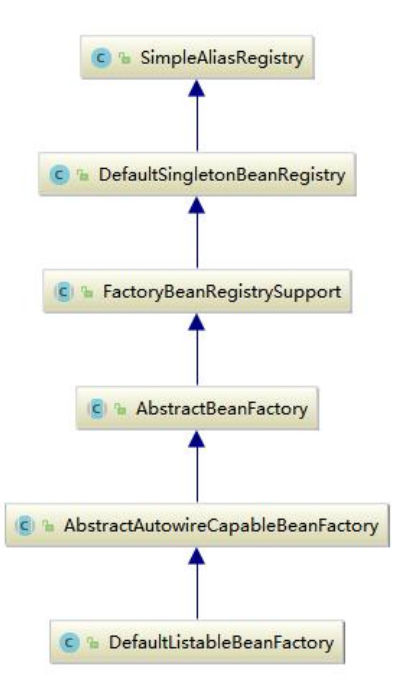 C SimpleAliasRegistry
C DefaultSingletonBeanRegistry
C FactoryBeanRegistrySupport
C AbstractBeanFactory
C AbstractAutowireCapableBeanFactory
C DefaultListableBeanFactory